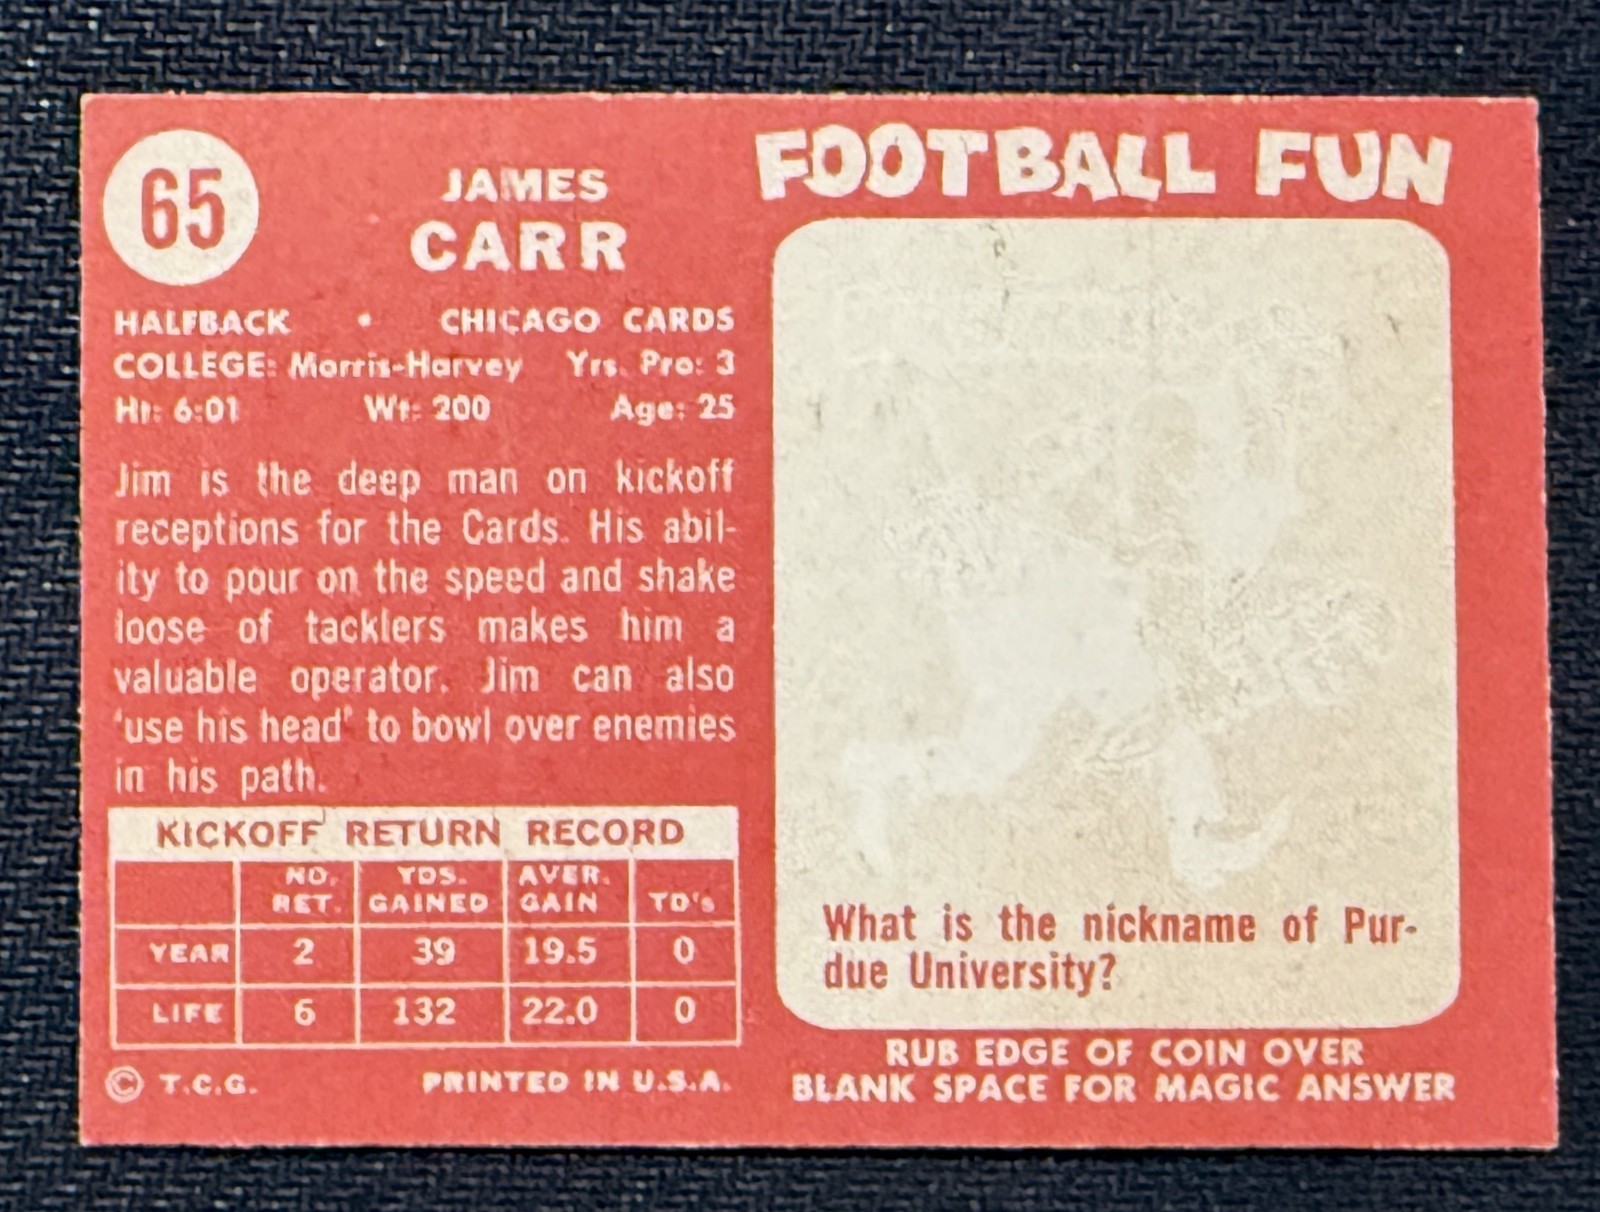 65
JAMES
CARR
HALFBACK • CHICAGO CARDS
COLLEGE: Morris-Harvey Yrs. Pro: 3
Ht: 6:01 Wt: 200 Age: 25
Jim is the deep man on kickoff
receptions for the Cards. His abil-
ity to pour on the speed and shake
loose of tacklers makes him a
valuable operator. Jim can also
'use his head' to bowl over enemies
in his path.
KICKOFF RETURN RECORD
NO. RET. YDS. GAINED AVER. GAIN TD's
YEAR 2 39 19.5 0
LIFE 6 132 22.0 0
© T.C.G. PRINTED IN U.S.A.
FOOTBALL FUN
What is the nickname of Pur-
due University?
RUB EDGE OF COIN OVER
BLANK SPACE FOR MAGIC ANSWER